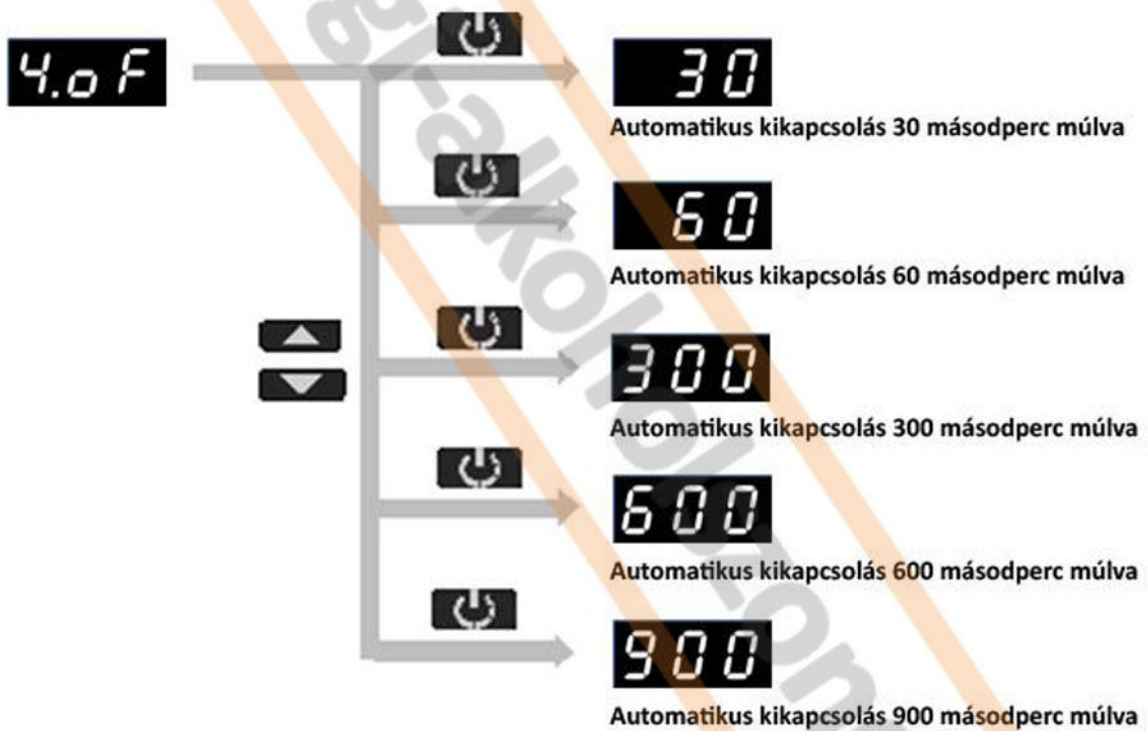 4.oF
30
Automatikus kikapcsolás 30 másodperc múlva
60
Automatikus kikapcsolás 60 másodperc múlva
300
Automatikus kikapcsolás 300 másodperc múlva
600
Automatikus kikapcsolás 600 másodperc múlva
900
Automatikus kikapcsolás 900 másodperc múlva